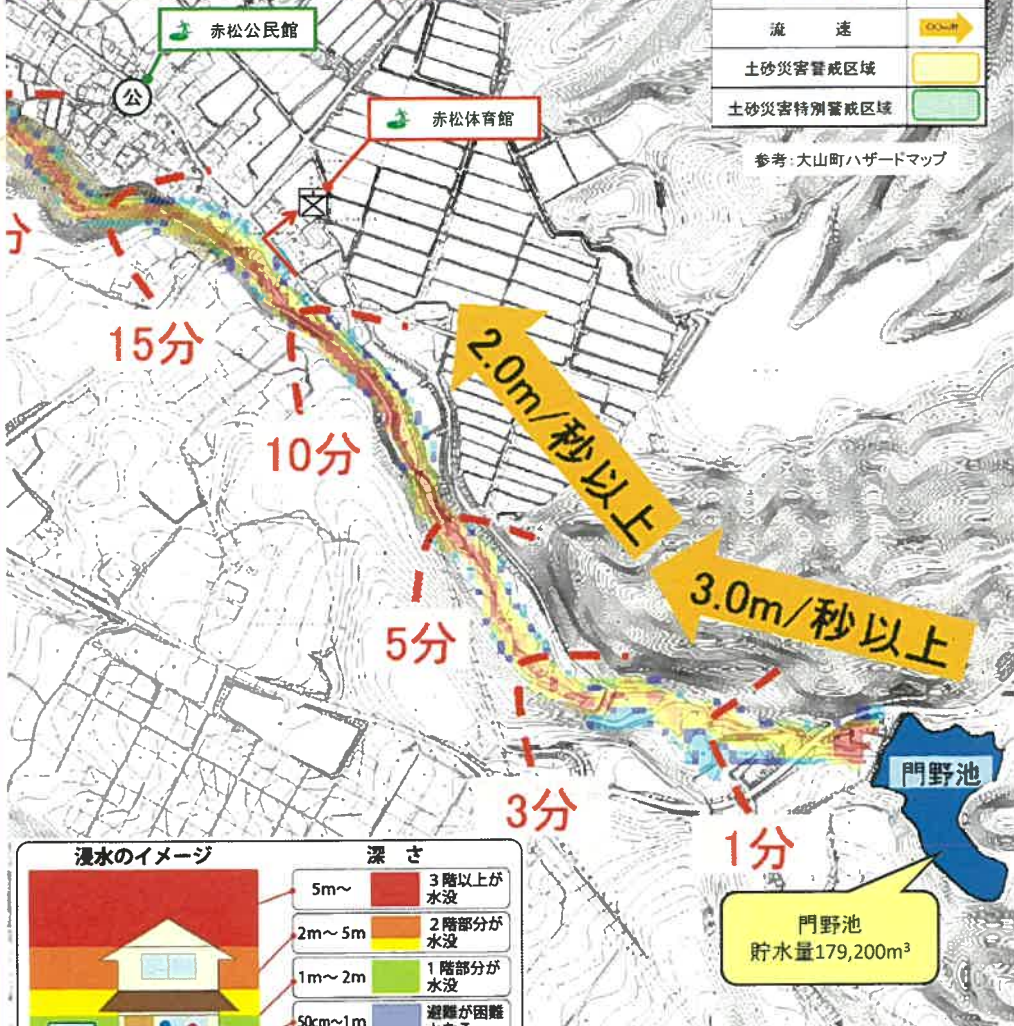 赤松公民館
公
赤松体育館
流 速
土砂災害警戒区域
土砂災害特別警戒区域
参考:大山町ハザードマップ
分
15分
10分
5分
3分
1分
2.0m/秒以上
3.0m/秒以上
門野池
門野池
貯水量179,200m³
浸水のイメージ
深 さ
5m~
3階以上が
水没
2m~5m
2階部分が
水没
1m~2m
1階部分が
水没
50cm~1m
避難が困難